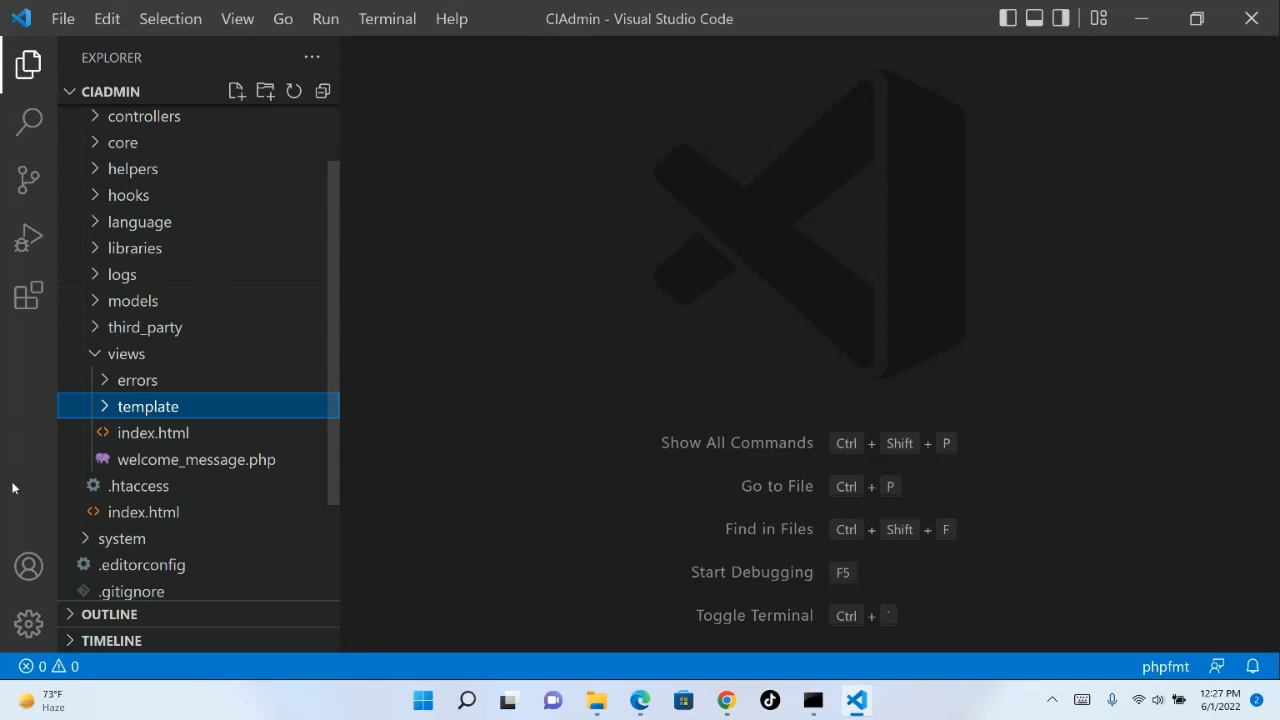 File Edit Selection View Go Run Terminal Help CIAdmin - Visual Studio Code
EXPLORER
CIADMIN
controllers
core
helpers
hooks
language
libraries
logs
models
third_party
views
errors
template
index.html
welcome_message.php
.htaccess
index.html
system
.editorconfig
.gitignore
OUTLINE
TIMELINE
Show All Commands Ctrl + Shift + P
Go to File Ctrl + P
Find in Files Ctrl + Shift + F
Start Debugging F5
Toggle Terminal Ctrl + `
0 0 phpfmt
73°F
Haze
12:27 PM
6/1/2022
2